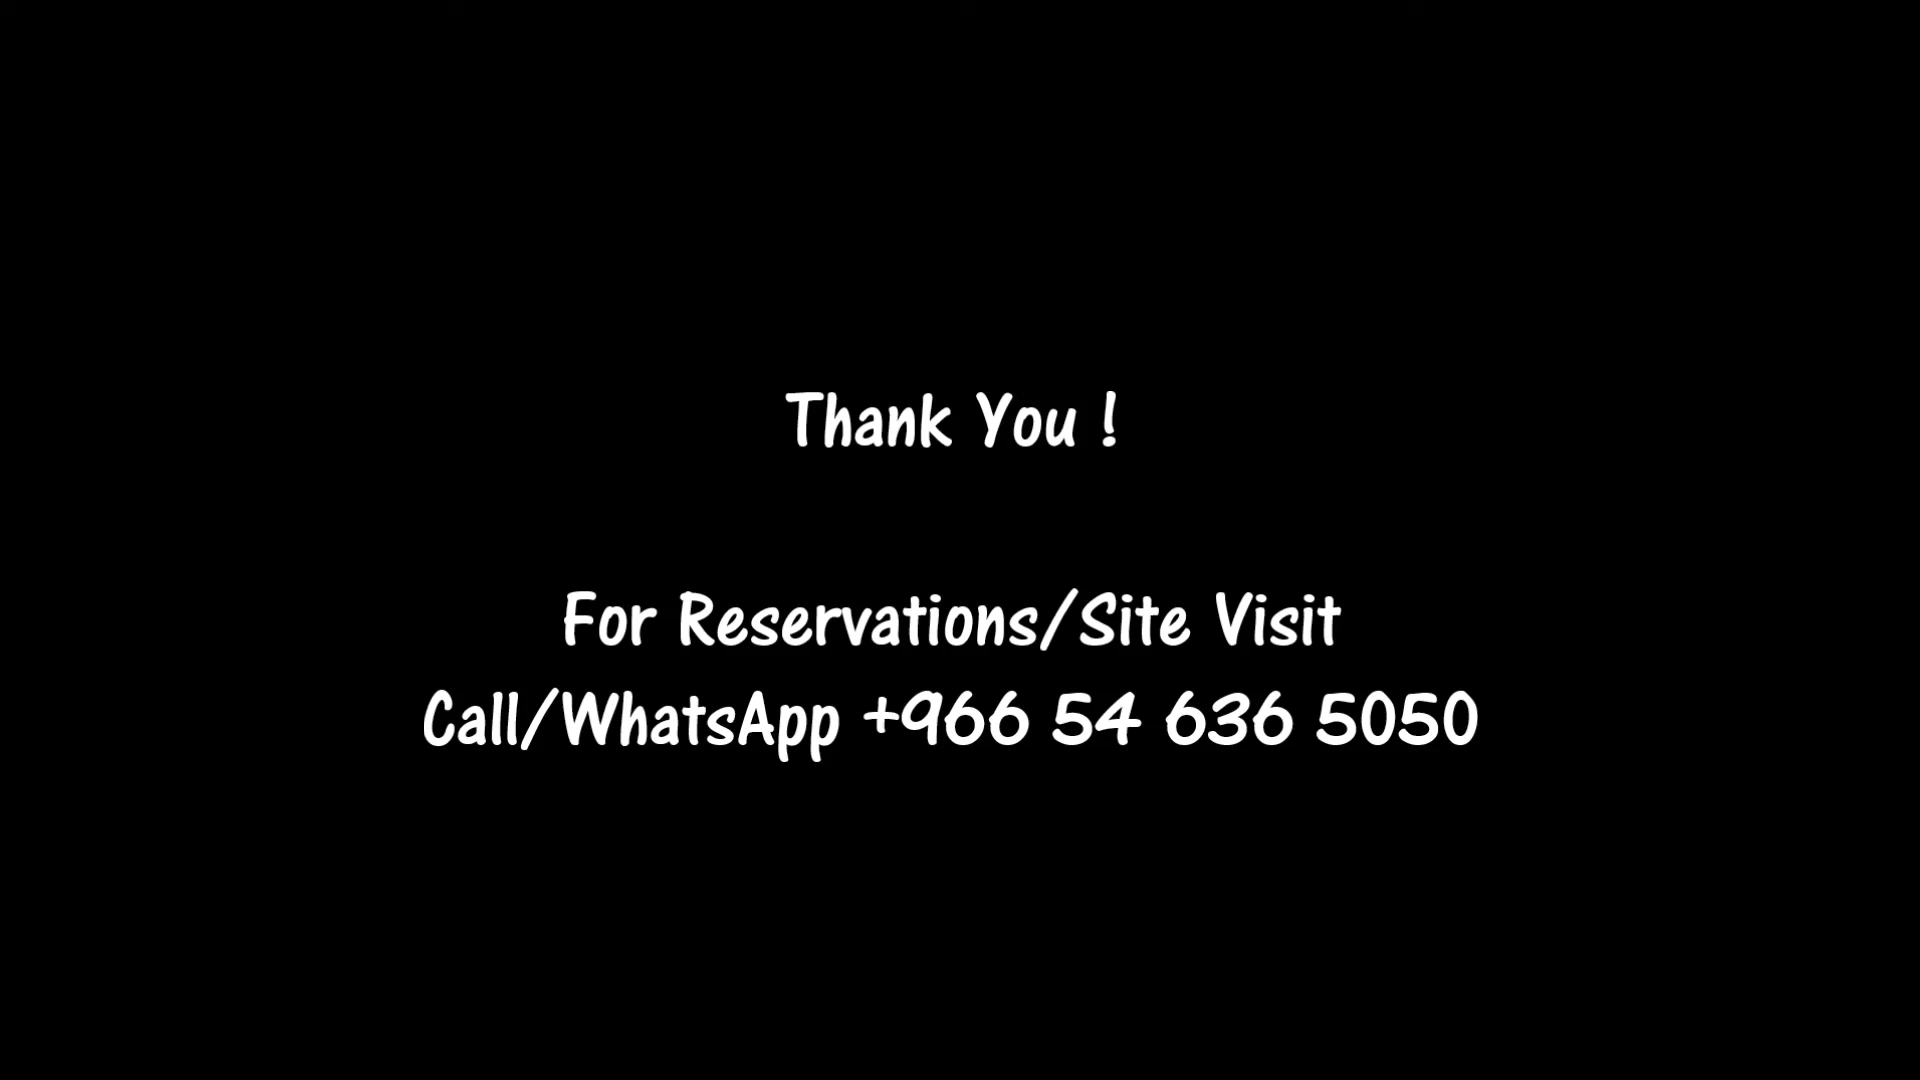 Thank You !
For Reservations/Site Visit
Call/WhatsApp +966 54 636 5050